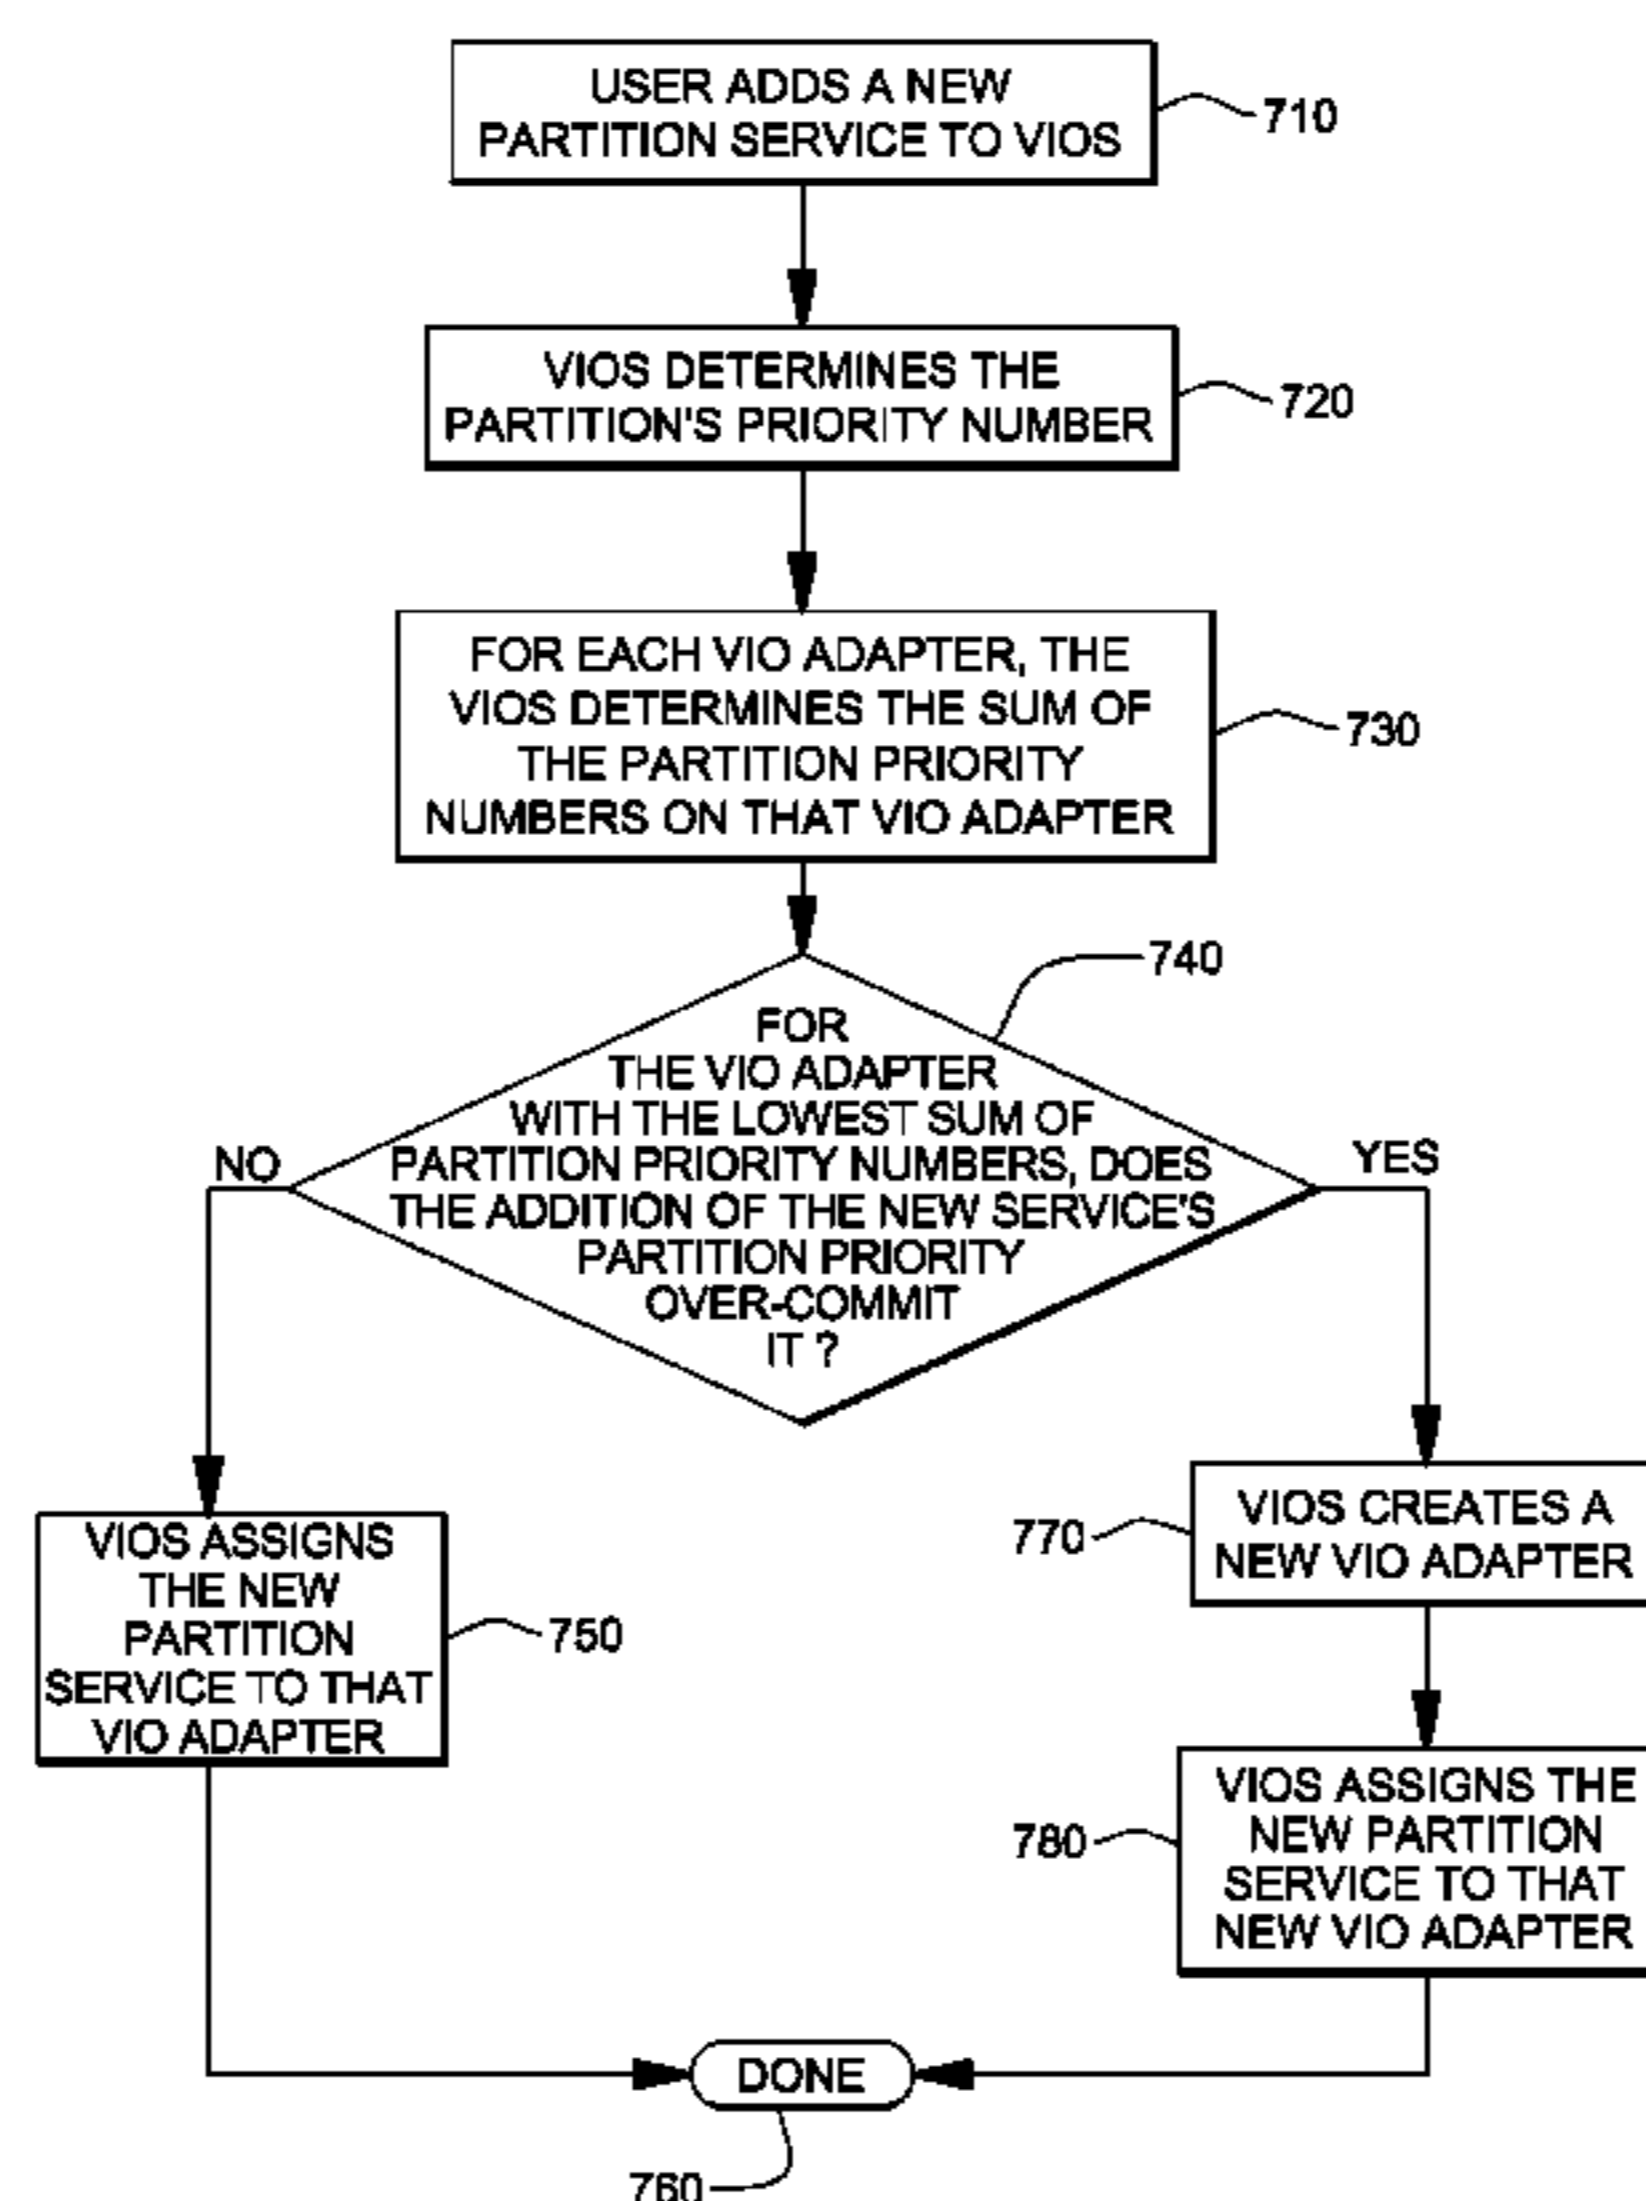 USER ADDS A NEW
PARTITION SERVICE TO VIOS
710
VIOS DETERMINES THE
PARTITION'S PRIORITY NUMBER
720
FOR EACH VIO ADAPTER, THE
VIOS DETERMINES THE SUM OF
THE PARTITION PRIORITY
NUMBERS ON THAT VIO ADAPTER
730
740
FOR
THE VIO ADAPTER
WITH THE LOWEST SUM OF
PARTITION PRIORITY NUMBERS, DOES
THE ADDITION OF THE NEW SERVICE'S
PARTITION PRIORITY
OVER-COMMIT
IT ?
NO
YES
VIOS ASSIGNS
THE NEW
PARTITION
SERVICE TO THAT
VIO ADAPTER
750
770
VIOS CREATES A
NEW VIO ADAPTER
780
VIOS ASSIGNS THE
NEW PARTITION
SERVICE TO THAT
NEW VIO ADAPTER
DONE
760